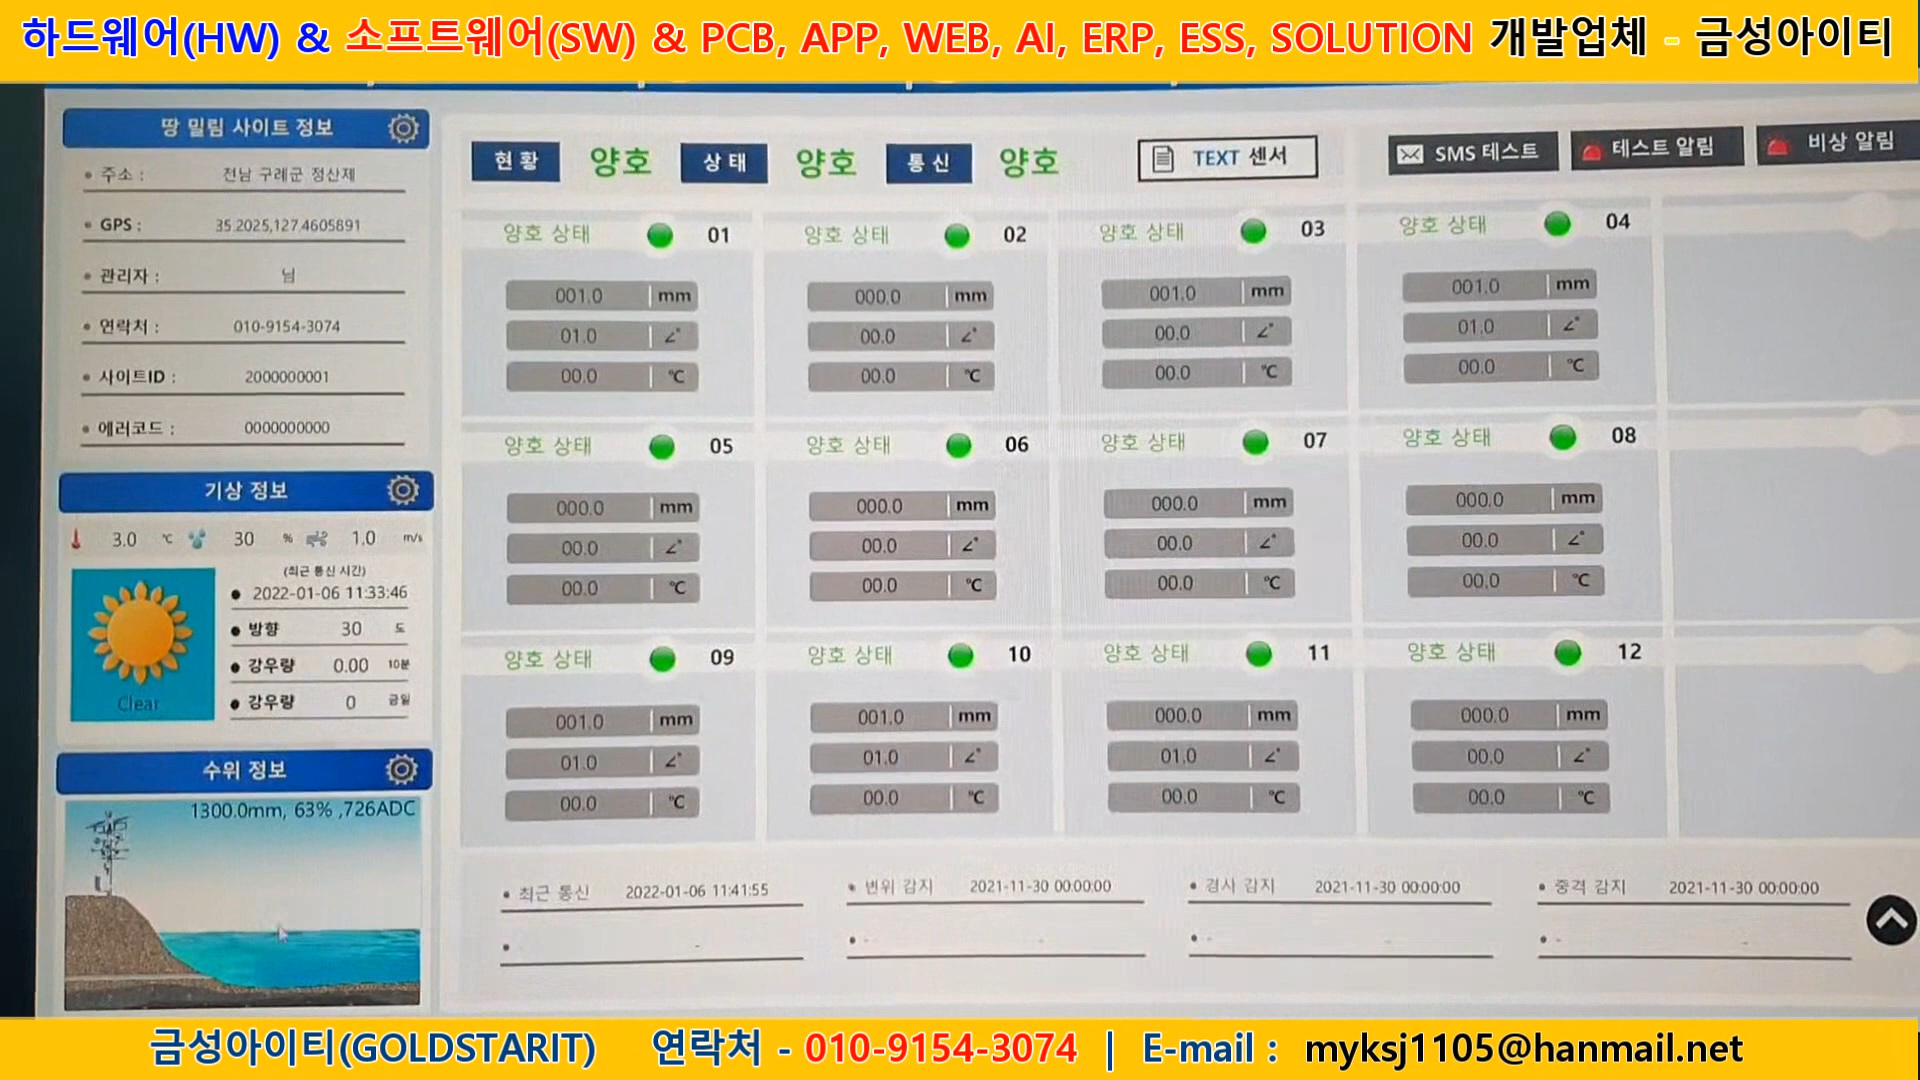 하드웨어(HW) & 소프트웨어(SW) & PCB, APP, WEB, AI, ERP, ESS, SOLUTION 개발업체 - 금성아이티
땅 밀림 사이트 정보
주소 : 전남 구례군 정산제
GPS : 35.2025,127.4605891
관리자 : 님
연락처 : 010-9154-3074
사이트ID : 2000000001
에러코드 : 0000000000
기상 정보
3.0 ℃ 30 % 1.0 m/s
(최근 통신 시간)
2022-01-06 11:33:46
방향 30 도
강우량 0.00 10분
강우량 0 금일
Clear
수위 정보
1300.0mm, 63% ,726ADC
현황 양호 상태 양호 통신 양호 TEXT 센서 SMS 테스트 테스트 알림 비상 알림
양호 상태 01 양호 상태 02 양호 상태 03 양호 상태 04
001.0 mm 000.0 mm 001.0 mm 001.0 mm
01.0 ∠° 00.0 ∠° 00.0 ∠° 01.0 ∠°
00.0 ℃ 00.0 ℃ 00.0 ℃ 00.0 ℃
양호 상태 05 양호 상태 06 양호 상태 07 양호 상태 08
000.0 mm 000.0 mm 000.0 mm 000.0 mm
00.0 ∠° 00.0 ∠° 00.0 ∠° 00.0 ∠°
00.0 ℃ 00.0 ℃ 00.0 ℃ 00.0 ℃
양호 상태 09 양호 상태 10 양호 상태 11 양호 상태 12
001.0 mm 001.0 mm 000.0 mm 000.0 mm
01.0 ∠° 01.0 ∠° 01.0 ∠° 00.0 ∠°
00.0 ℃ 00.0 ℃ 00.0 ℃ 00.0 ℃
최근 통신 2022-01-06 11:41:55 변위 감지 2021-11-30 00:00:00 경사 감지 2021-11-30 00:00:00 충격 감지 2021-11-30 00:00:00
- - - - - - -
금성아이티(GOLDSTARIT) 연락처 - 010-9154-3074 | E-mail : myksj1105@hanmail.net